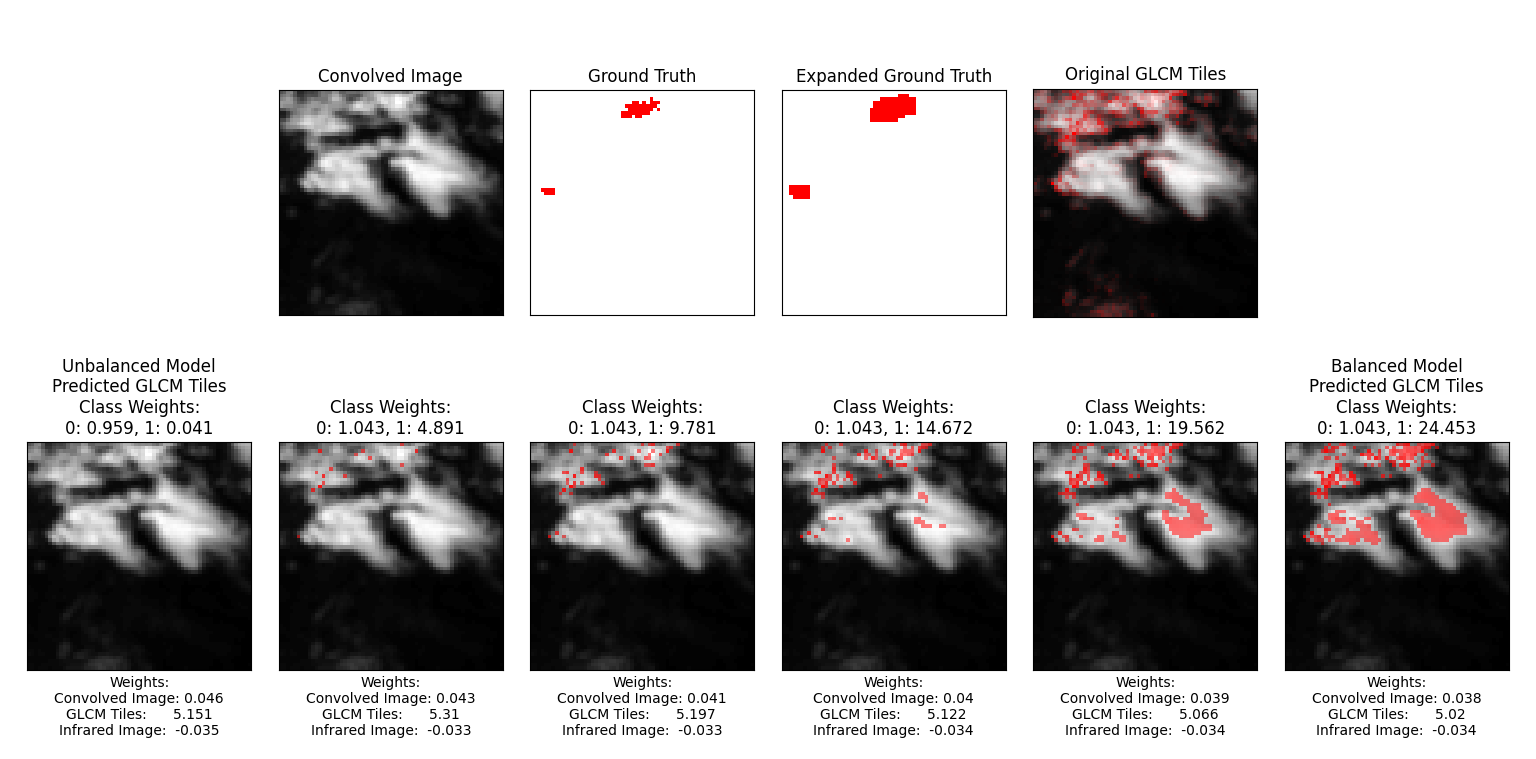 Convolved Image
Ground Truth
Expanded Ground Truth
Original GLCM Tiles
Unbalanced Model
Predicted GLCM Tiles
Class Weights:
0: 0.959, 1: 0.041
Class Weights:
0: 1.043, 1: 4.891
Class Weights:
0: 1.043, 1: 9.781
Class Weights:
0: 1.043, 1: 14.672
Class Weights:
0: 1.043, 1: 19.562
Balanced Model
Predicted GLCM Tiles
Class Weights:
0: 1.043, 1: 24.453
Weights:
Convolved Image: 0.046
GLCM Tiles: 5.151
Infrared Image: -0.035
Weights:
Convolved Image: 0.043
GLCM Tiles: 5.31
Infrared Image: -0.033
Weights:
Convolved Image: 0.041
GLCM Tiles: 5.197
Infrared Image: -0.033
Weights:
Convolved Image: 0.04
GLCM Tiles: 5.122
Infrared Image: -0.034
Weights:
Convolved Image: 0.039
GLCM Tiles: 5.066
Infrared Image: -0.034
Weights:
Convolved Image: 0.038
GLCM Tiles: 5.02
Infrared Image: -0.034